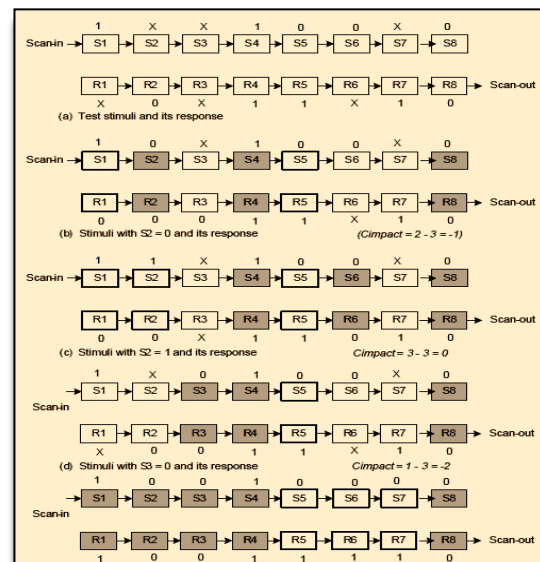 1 X X 1 0 0 X 0
Scan-in S1 S2 S3 S4 S5 S6 S7 S8
R1 R2 R3 R4 R5 R6 R7 R8 Scan-out
X 0 X 1 1 X 1 0
(a) Test stimuli and its response
1 0 X 1 0 0 X 0
Scan-in S1 S2 S3 S4 S5 S6 S7 S8
R1 R2 R3 R4 R5 R6 R7 R8 Scan-out
0 0 0 1 1 X 1 0
(b) Stimuli with S2 = 0 and its response (Cimpact = 2 - 3 = -1)
1 1 X 1 0 0 X 0
Scan-in S1 S2 S3 S4 S5 S6 S7 S8
R1 R2 R3 R4 R5 R6 R7 R8 Scan-out
0 0 X 1 1 0 1 0
(c) Stimuli with S2 = 1 and its response Cimpact = 3 - 3 = 0
1 X 0 1 0 0 X 0
S1 S2 S3 S4 S5 S6 S7 S8
Scan-in
R1 R2 R3 R4 R5 R6 R7 R8 Scan-out
X 0 0 1 1 X 1 0
(d) Stimuli with S3 = 0 and its response Cimpact = 1 - 3 = -2
1 0 0 1 0 0 0 0
S1 S2 S3 S4 S5 S6 S7 S8
Scan-in
R1 R2 R3 R4 R5 R6 R7 R8 Scan-out
1 0 0 1 1 1 1 0